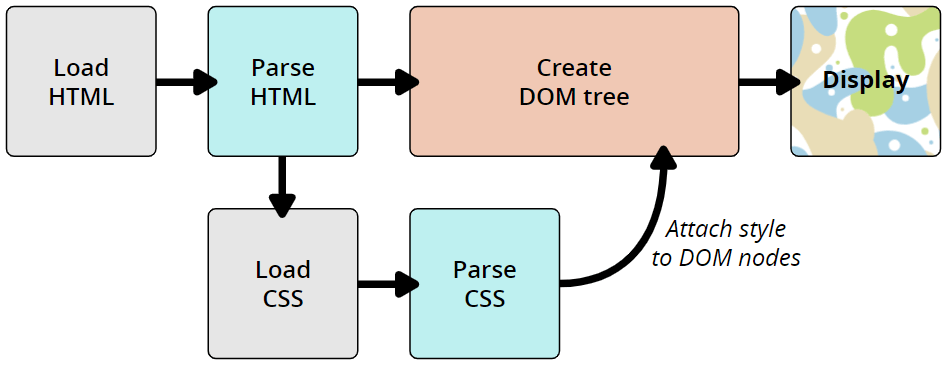 Load
HTML
Parse
HTML
Create
DOM tree
Display
Load
CSS
Parse
CSS
Attach style
to DOM nodes